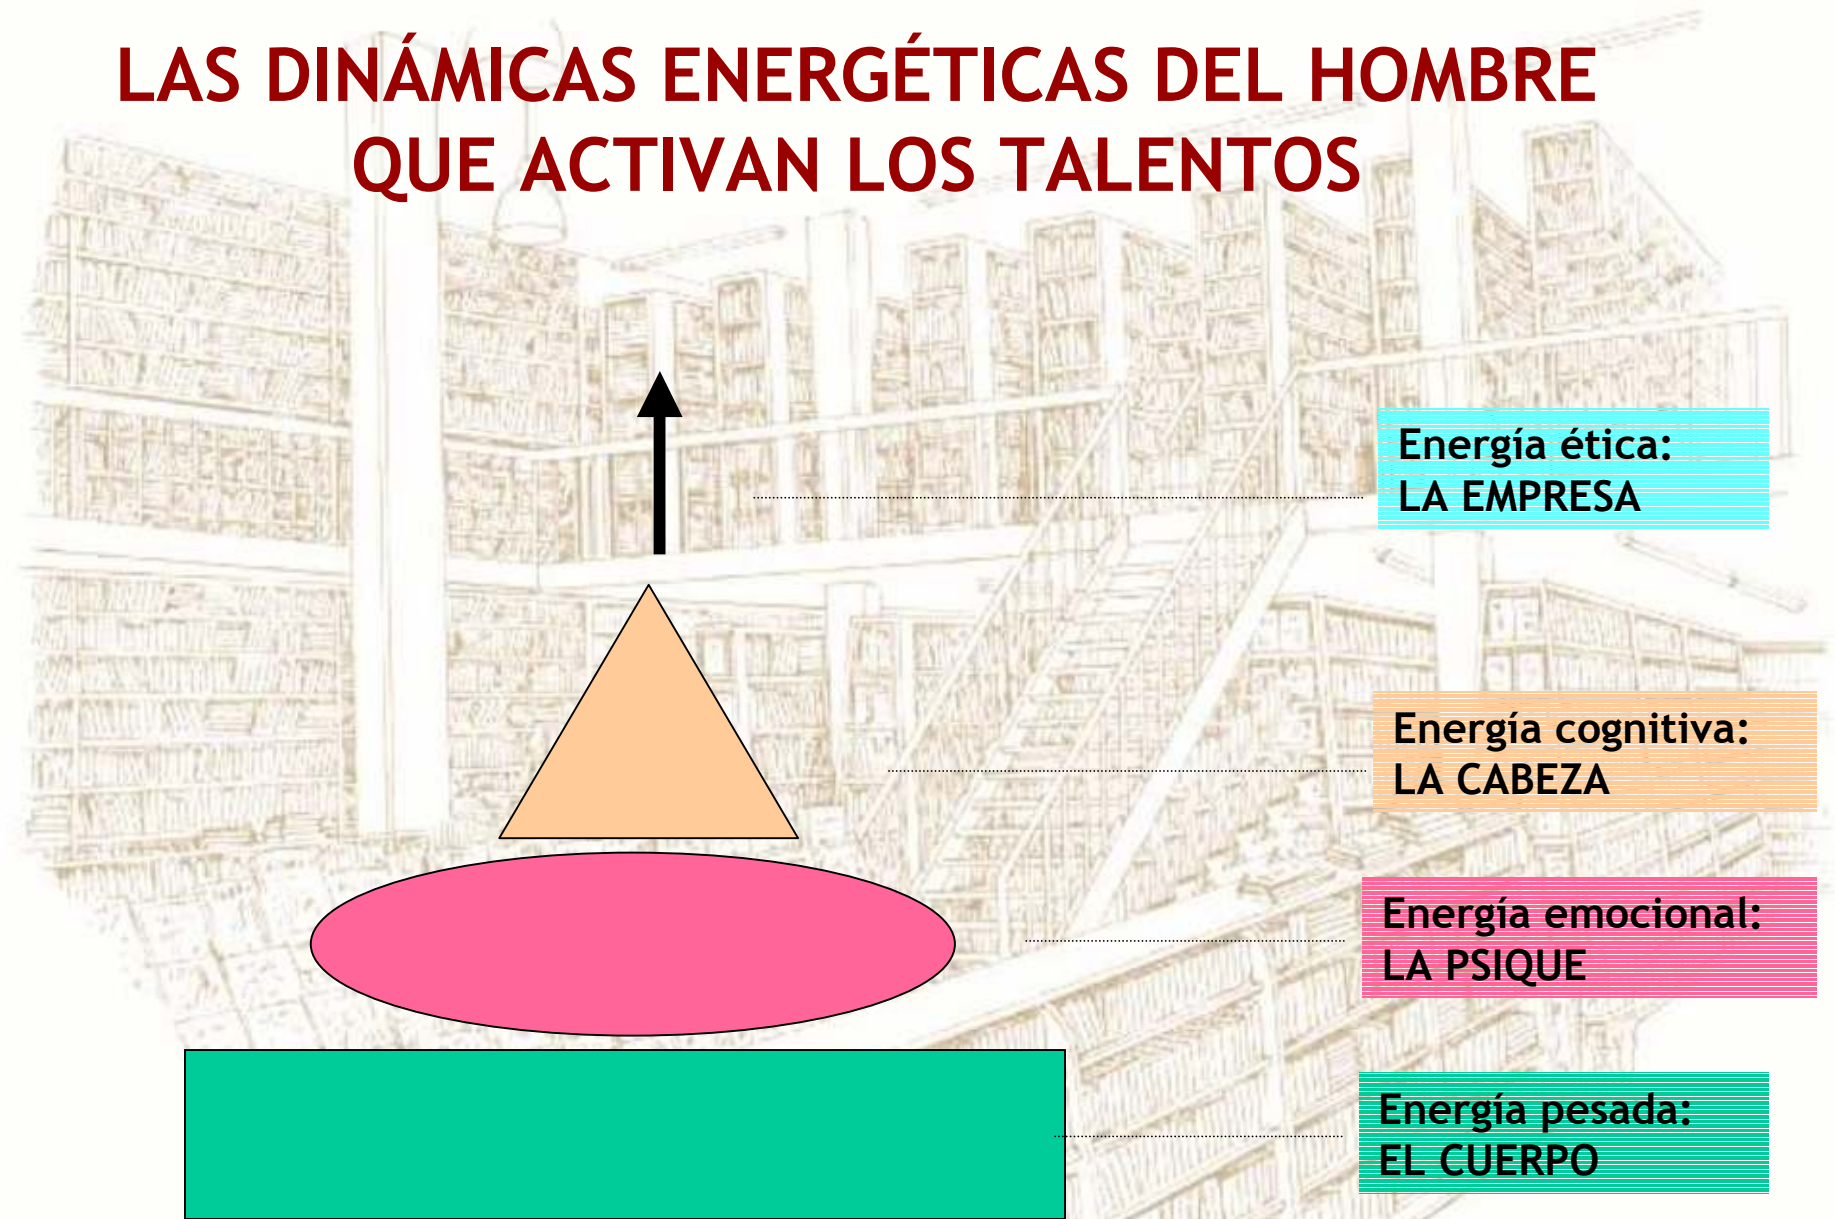 LAS DINÁMICAS ENERGÉTICAS DEL HOMBRE
QUE ACTIVAN LOS TALENTOS
Energía ética:
LA EMPRESA
Energía cognitiva:
LA CABEZA
Energía emocional:
LA PSIQUE
Energía pesada:
EL CUERPO